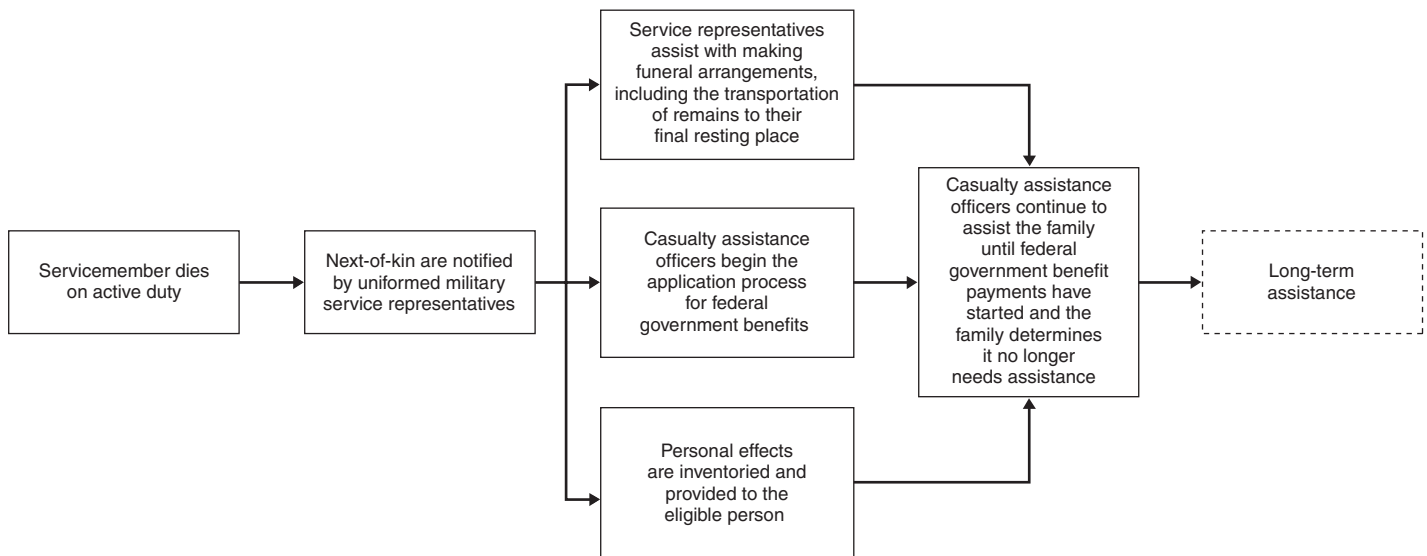 Servicemember dies
on active duty
Next-of-kin are notified
by uniformed military
service representatives
Service representatives
assist with making
funeral arrangements,
including the transportation
of remains to their
final resting place
Casualty assistance
officers begin the
application process
for federal
government benefits
Personal effects
are inventoried and
provided to the
eligible person
Casualty assistance
officers continue to
assist the family
until federal
government benefit
payments have
started and the
family determines
it no longer
needs assistance
Long-term
assistance